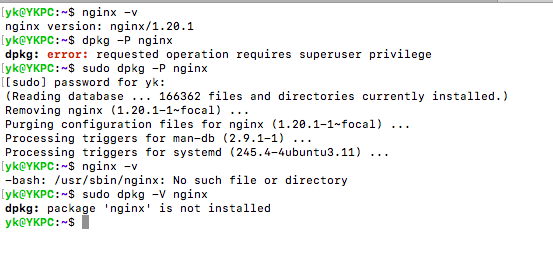 [yk@YKPC:~$ nginx -v
nginx version: nginx/1.20.1
[yk@YKPC:~$ dpkg -P nginx
dpkg: error: requested operation requires superuser privilege
[yk@YKPC:~$ sudo dpkg -P nginx
[[sudo] password for yk:
(Reading database ... 166362 files and directories currently installed.)
Removing nginx (1.20.1-1~focal) ...
Purging configuration files for nginx (1.20.1-1~focal) ...
Processing triggers for man-db (2.9.1-1) ...
Processing triggers for systemd (245.4-4ubuntu3.11) ...
[yk@YKPC:~$ nginx -v
-bash: /usr/sbin/nginx: No such file or directory
[yk@YKPC:~$ sudo dpkg -V nginx
dpkg: package 'nginx' is not installed
yk@YKPC:~$